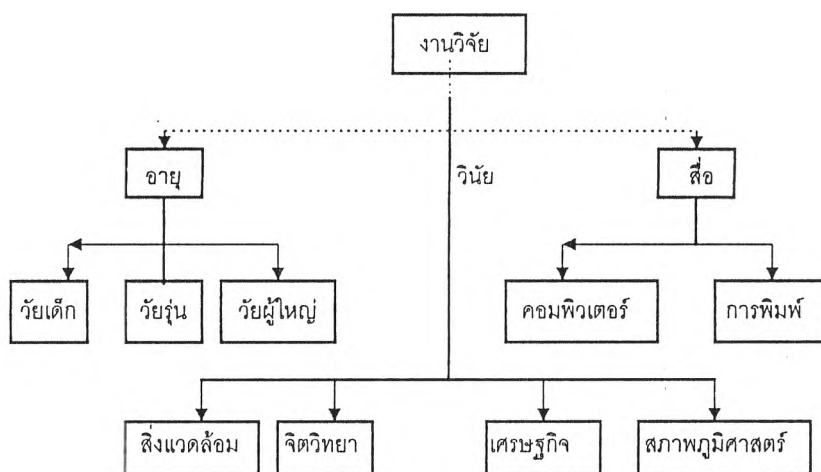 งานวิจัย
อายุ
วินัย
สื่อ
วัยเด็ก
วัยรุ่น
วัยผู้ใหญ่
คอมพิวเตอร์
การพิมพ์
สิ่งแวดล้อม
จิตวิทยา
เศรษฐกิจ
สภาพภูมิศาสตร์